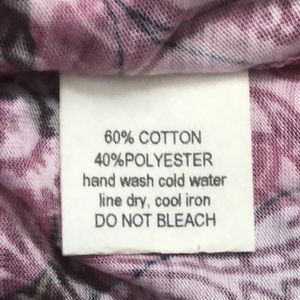 60% COTTON
40%POLYESTER
hand wash cold water
line dry, cool iron
DO NOT BLEACH